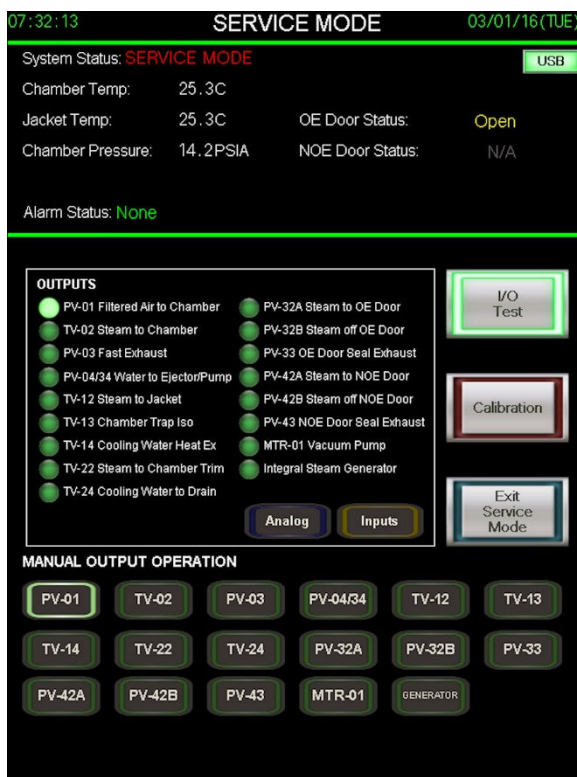 07:32:13 SERVICE MODE 03/01/16(TUE)
System Status: SERVICE MODE USB
Chamber Temp: 25.3C
Jacket Temp: 25.3C OE Door Status: Open
Chamber Pressure: 14.2PSIA NOE Door Status: N/A
Alarm Status: None
OUTPUTS
PV-01 Filtered Air to Chamber PV-32A Steam to OE Door
TV-02 Steam to Chamber PV-32B Steam off OE Door
PV-03 Fast Exhaust PV-33 OE Door Seal Exhaust
PV-04/34 Water to Ejector/Pump PV-42A Steam to NOE Door
TV-12 Steam to Jacket PV-42B Steam off NOE Door
TV-13 Chamber Trap Iso PV-43 NOE Door Seal Exhaust
TV-14 Cooling Water Heat Ex MTR-01 Vacuum Pump
TV-22 Steam to Chamber Trim Integral Steam Generator
TV-24 Cooling Water to Drain
Analog Inputs
I/O
Test
Calibration
Exit
Service
Mode
MANUAL OUTPUT OPERATION
PV-01 TV-02 PV-03 PV-04/34 TV-12 TV-13
TV-14 TV-22 TV-24 PV-32A PV-32B PV-33
PV-42A PV-42B PV-43 MTR-01 GENERATOR